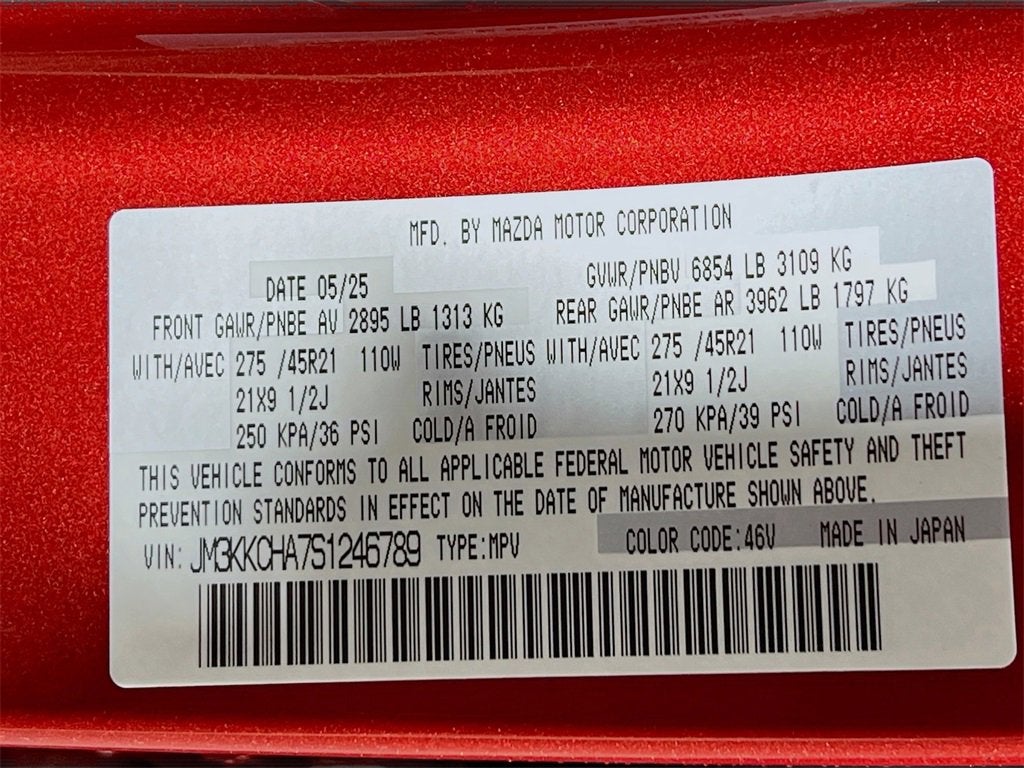 MFD. BY MAZDA MOTOR CORPORATION
DATE 05/25 GVWR/PNBV 6854 LB 3109 KG
FRONT GAWR/PNBE AV 2895 LB 1313 KG REAR GAWR/PNBE AR 3962 LB 1797 KG
WITH/AVEC 275 /45R21 110W TIRES/PNEUS WITH/AVEC 275 /45R21 110W TIRES/PNEUS
21X9 1/2J RIMS/JANTES 21X9 1/2J RIMS/JANTES
250 KPA/36 PSI COLD/A FROID 270 KPA/39 PSI COLD/A FROID
THIS VEHICLE CONFORMS TO ALL APPLICABLE FEDERAL MOTOR VEHICLE SAFETY AND THEFT
PREVENTION STANDARDS IN EFFECT ON THE DATE OF MANUFACTURE SHOWN ABOVE.
VIN: JM3KKCHA7S1246789 TYPE:MPV COLOR CODE:46V MADE IN JAPAN